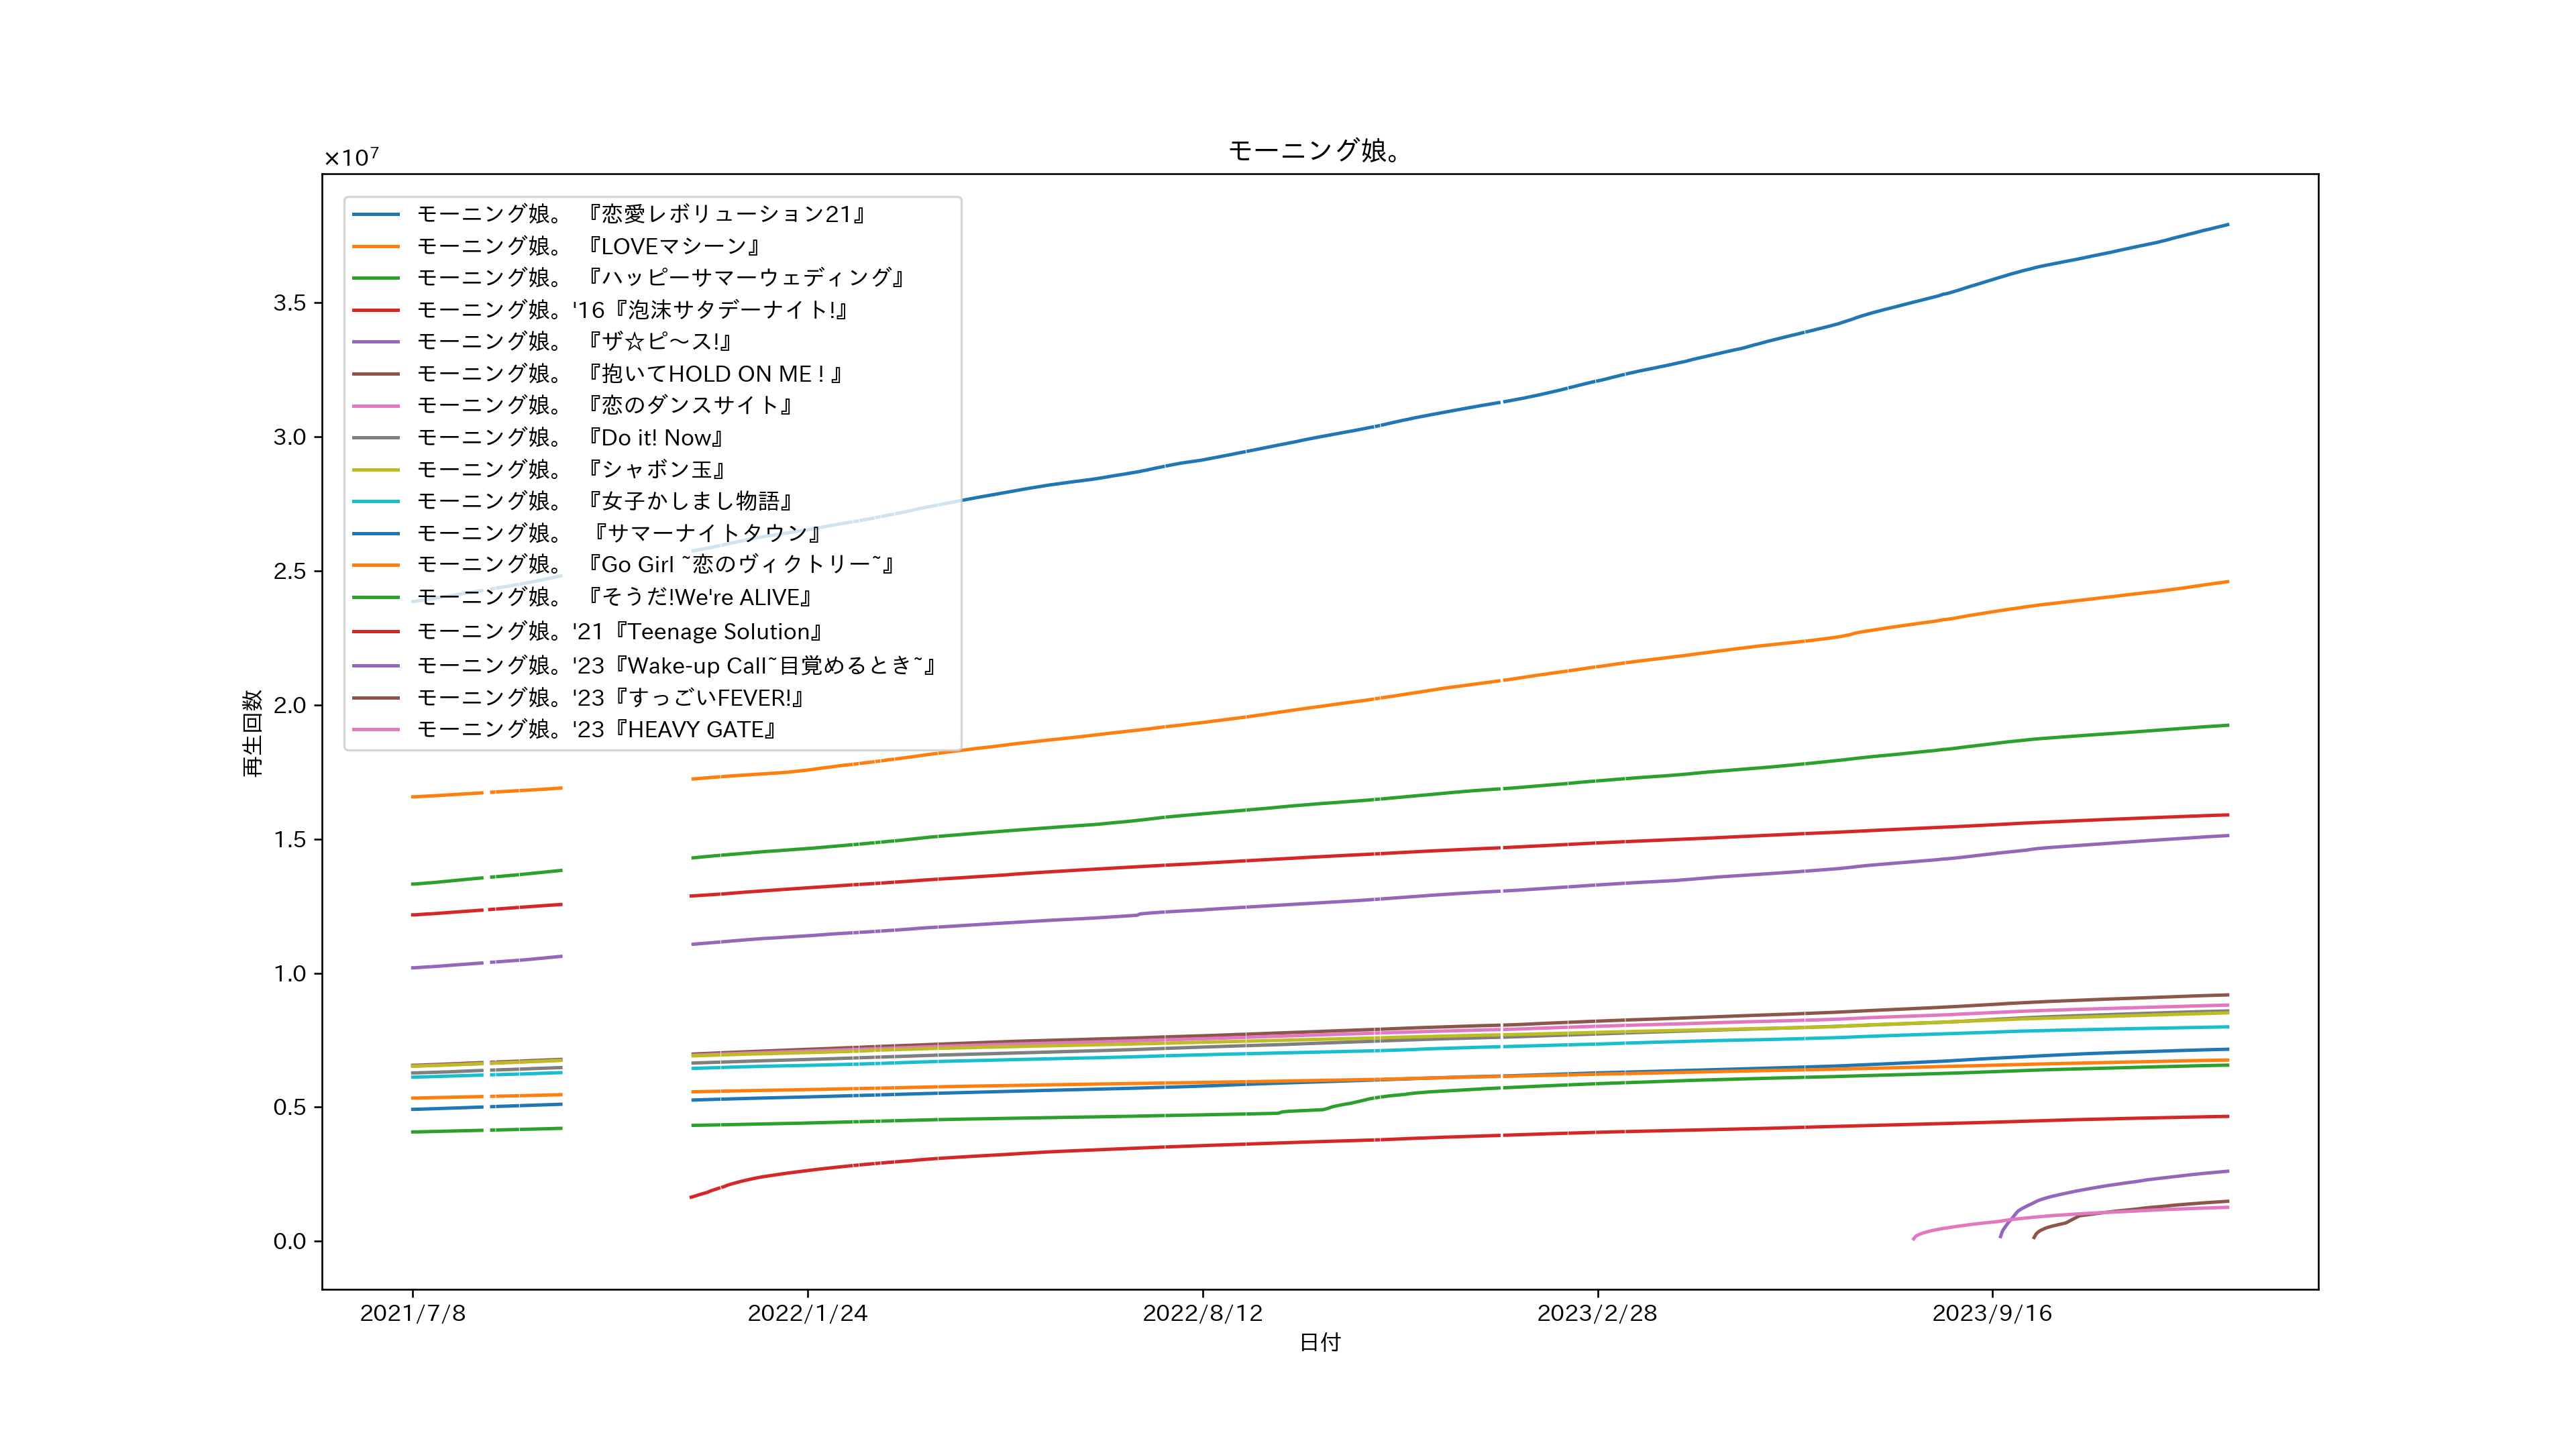 モーニング娘。
×10⁷
モーニング娘。 『恋愛レボリューション21』
モーニング娘。 『LOVEマシーン』
モーニング娘。 『ハッピーサマーウェディング』
モーニング娘。'16『泡沫サタデーナイト!』
モーニング娘。 『ザ☆ピ〜ス!』
モーニング娘。 『抱いてHOLD ON ME ! 』
モーニング娘。 『恋のダンスサイト』
モーニング娘。 『Do it! Now』
モーニング娘。 『シャボン玉』
モーニング娘。 『女子かしまし物語』
モーニング娘。 『サマーナイトタウン』
モーニング娘。 『Go Girl ~恋のヴィクトリー~』
モーニング娘。 『そうだ!We're ALIVE』
モーニング娘。'21『Teenage Solution』
モーニング娘。'23『Wake-up Call~目覚めるとき~』
モーニング娘。'23『すっごいFEVER!』
モーニング娘。'23『HEAVY GATE』
3.5
3.0
2.5
2.0
1.5
1.0
0.5
0.0
再生回数
2021/7/8
2022/1/24
2022/8/12
2023/2/28
2023/9/16
日付